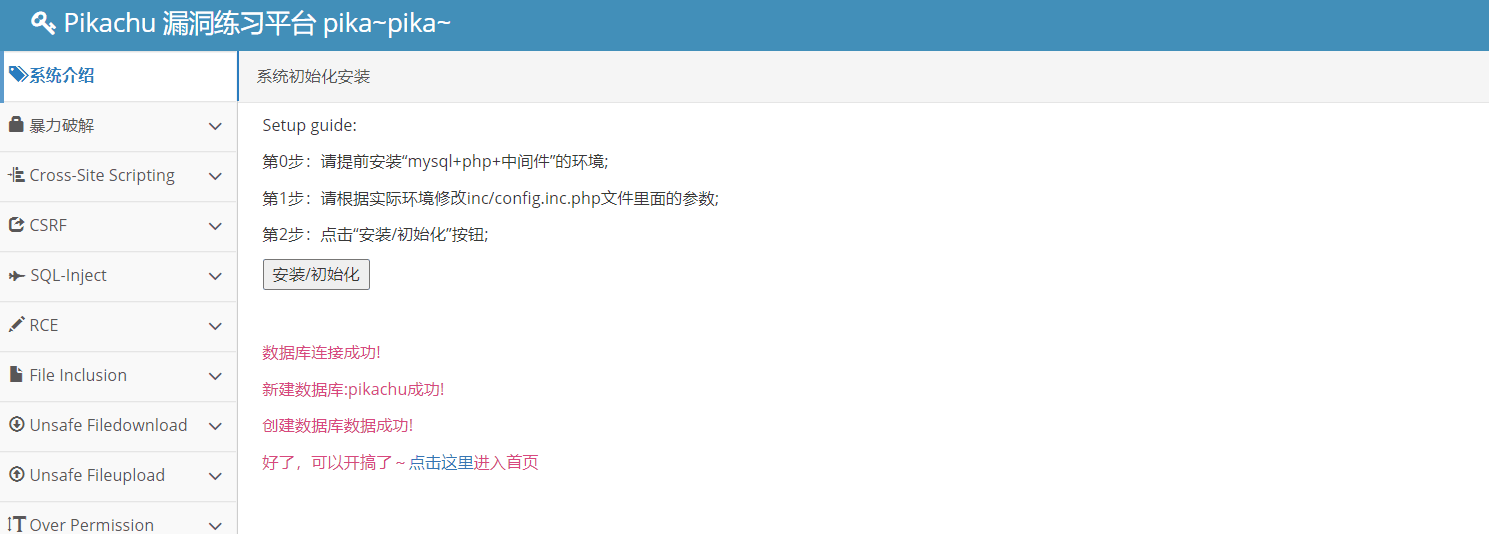 Pikachu 漏洞练习平台 pika~pika~
系统介绍
暴力破解
Cross-Site Scripting
CSRF
SQL-Inject
RCE
File Inclusion
Unsafe Filedownload
Unsafe Fileupload
Over Permission
系统初始化安装
Setup guide:
第0步：请提前安装“mysql+php+中间件”的环境;
第1步：请根据实际环境修改inc/config.inc.php文件里面的参数;
第2步：点击“安装/初始化”按钮;
安装/初始化
数据库连接成功!
新建数据库:pikachu成功!
创建数据库数据成功!
好了，可以开搞了～点击这里进入首页